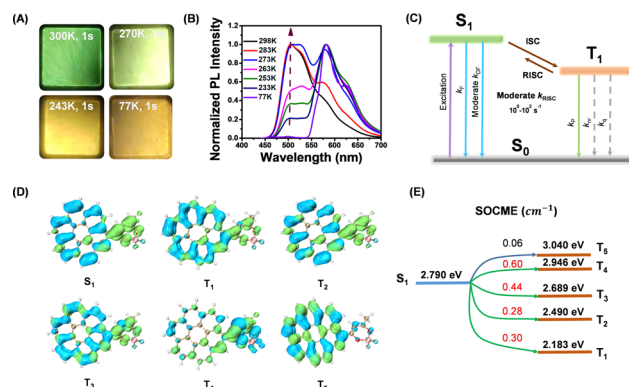 (A)
300K, 1s
270K, 1s
243K, 1s
77K, 1s
(B)
Normalized PL Intensity
1.0
0.8
0.6
0.4
0.2
0.0
298K
283K
273K
263K
253K
233K
77K
400 450 500 550 600 650 700
Wavelength (nm)
(C)
S1
ISC
RISC
T1
Excitation
kF
Moderate kDF
Moderate kRISC
kp
knr
kq
S0
(D)
S1
T1
T2
T3
(E)
SOCME (cm−1)
S1
2.790 eV
0.06
3.040 eV
T5
0.60
2.946 eV
T4
0.44
2.689 eV
T3
0.28
2.490 eV
T2
0.30
2.183 eV
T1